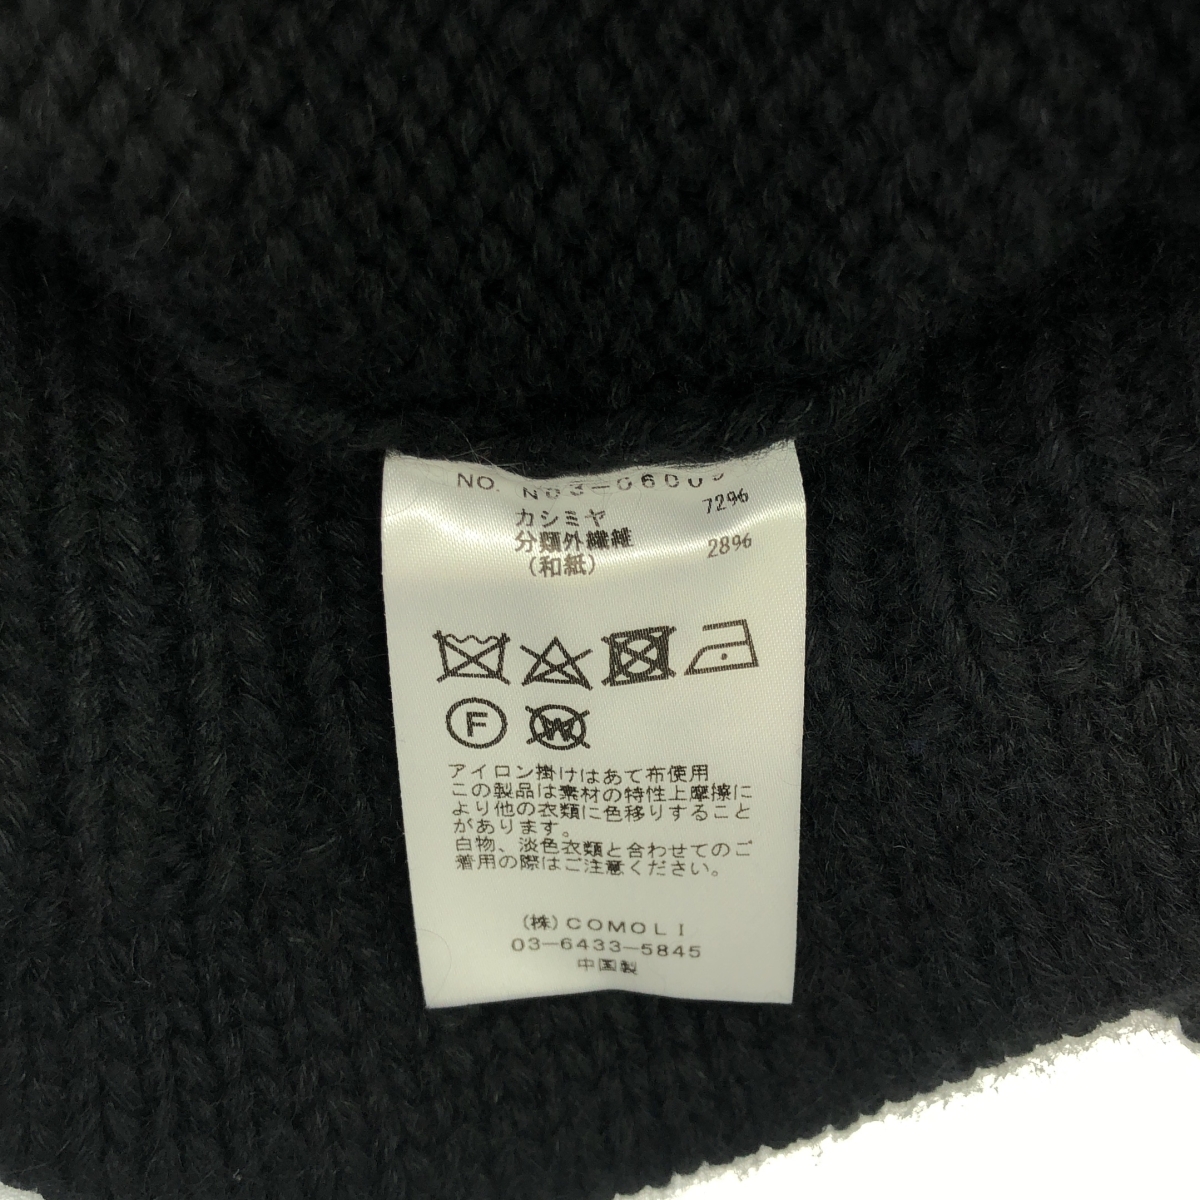 NO. N03-06009
カシミヤ 72%
分類外繊維 28%
(和紙)
F
W
アイロン掛けはあて布使用
この製品は素材の特性上摩擦に
より他の衣類に色移りすること
があります。
白物、淡色衣類と合わせてのご
着用の際はご注意ください。
(株)COMOLI
03-6433-5845
中国製